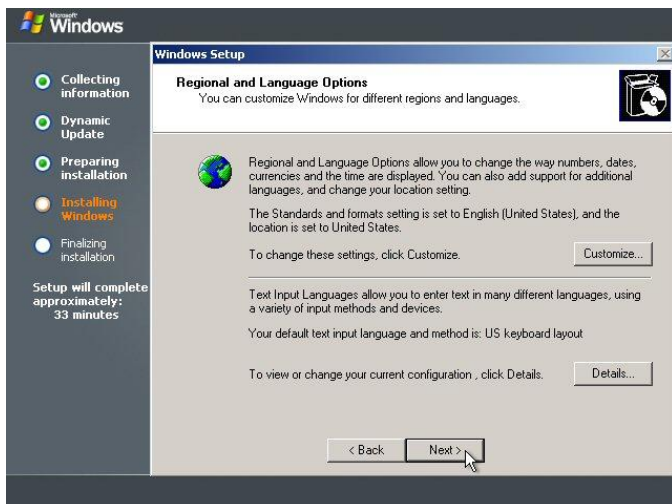 Microsoft
Windows
Collecting
information
Dynamic
Update
Preparing
installation
Installing
Windows
Finalizing
installation
Setup will complete
approximately:
33 minutes
Windows Setup
Regional and Language Options
You can customize Windows for different regions and languages.
Regional and Language Options allow you to change the way numbers, dates,
currencies and the time are displayed. You can also add support for additional
languages, and change your location setting.
The Standards and formats setting is set to English (United States), and the
location is set to United States.
To change these settings, click Customize.
Customize...
Text Input Languages allow you to enter text in many different languages, using
a variety of input methods and devices.
Your default text input language and method is: US keyboard layout
To view or change your current configuration , click Details.
Details...
< Back
Next >